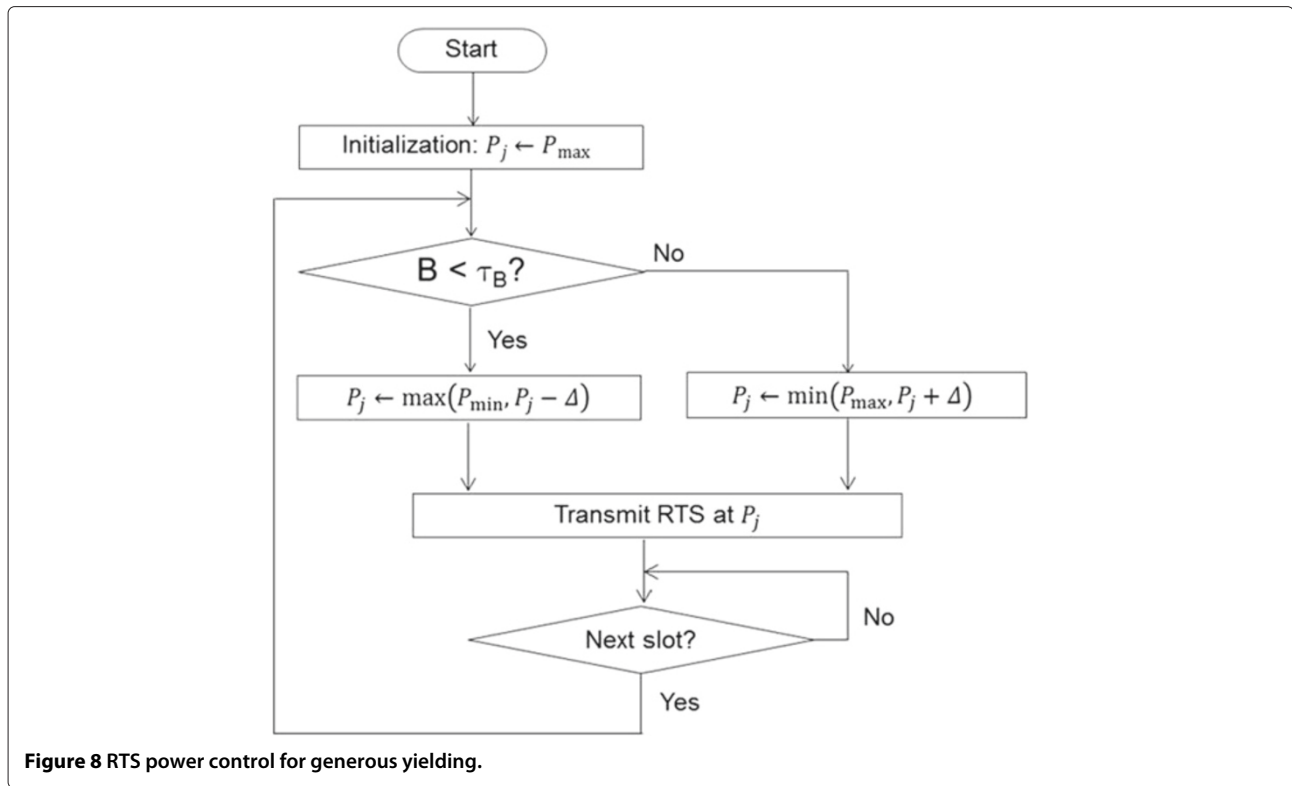 Start
Initialization: P_j ← P_max
B < τ_B?
No
Yes
P_j ← max(P_min, P_j − Δ)
P_j ← min(P_max, P_j + Δ)
Transmit RTS at P_j
Next slot?
No
Yes
Figure 8 RTS power control for generous yielding.